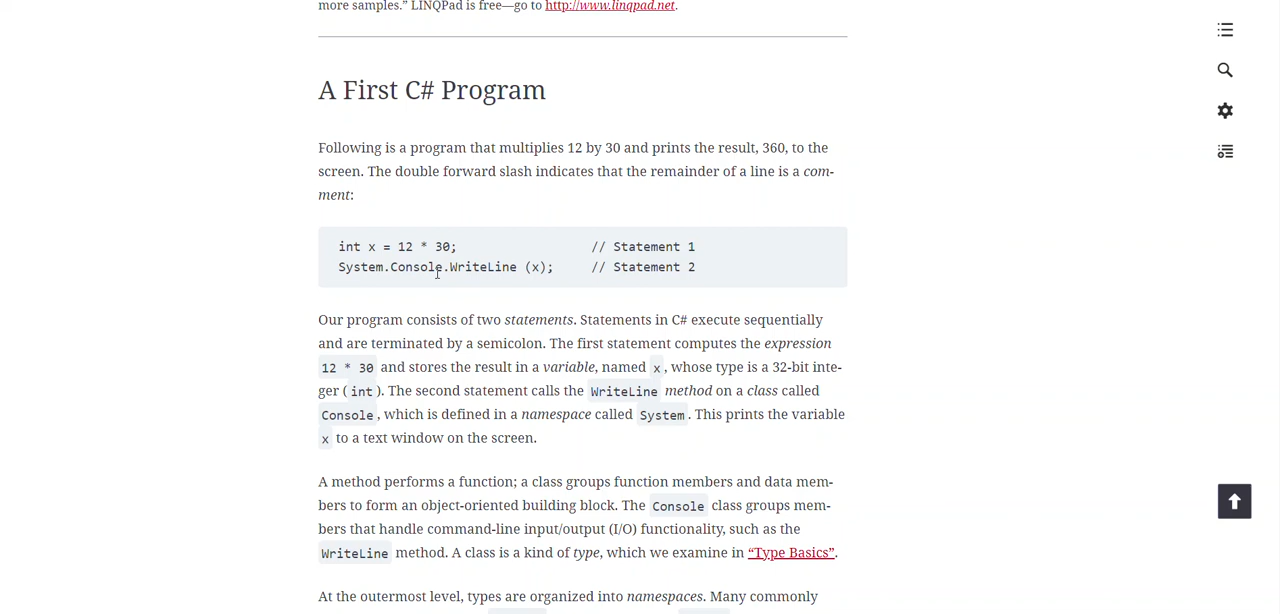 more samples.” LINQPad is free—go to http://www.linqpad.net.
A First C# Program
Following is a program that multiplies 12 by 30 and prints the result, 360, to the
screen. The double forward slash indicates that the remainder of a line is a com-
ment:
int x = 12 * 30;                  // Statement 1
System.Console.WriteLine (x);     // Statement 2
Our program consists of two statements. Statements in C# execute sequentially
and are terminated by a semicolon. The first statement computes the expression
12 * 30 and stores the result in a variable, named x, whose type is a 32-bit inte-
ger (int). The second statement calls the WriteLine method on a class called
Console, which is defined in a namespace called System. This prints the variable
x to a text window on the screen.
A method performs a function; a class groups function members and data mem-
bers to form an object-oriented building block. The Console class groups mem-
bers that handle command-line input/output (I/O) functionality, such as the
WriteLine method. A class is a kind of type, which we examine in “Type Basics”.
At the outermost level, types are organized into namespaces. Many commonly